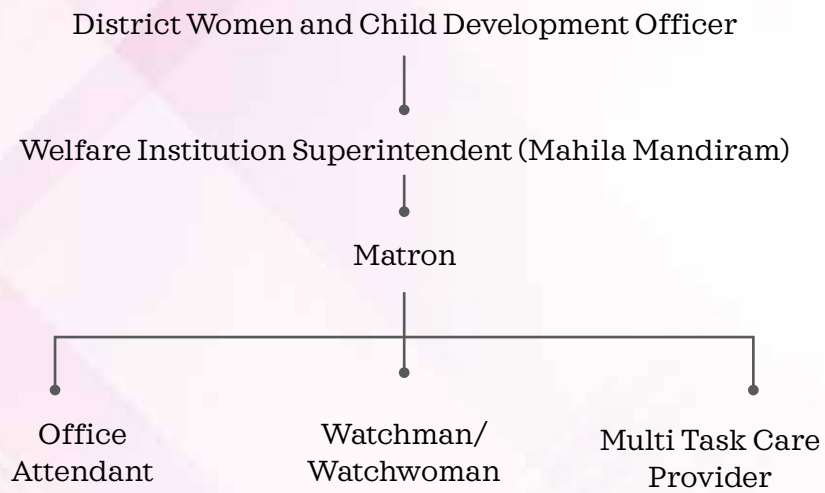 District Women and Child Development Officer
Welfare Institution Superintendent (Mahila Mandiram)
Matron
Office
Attendant
Watchman/
Watchwoman
Multi Task Care
Provider